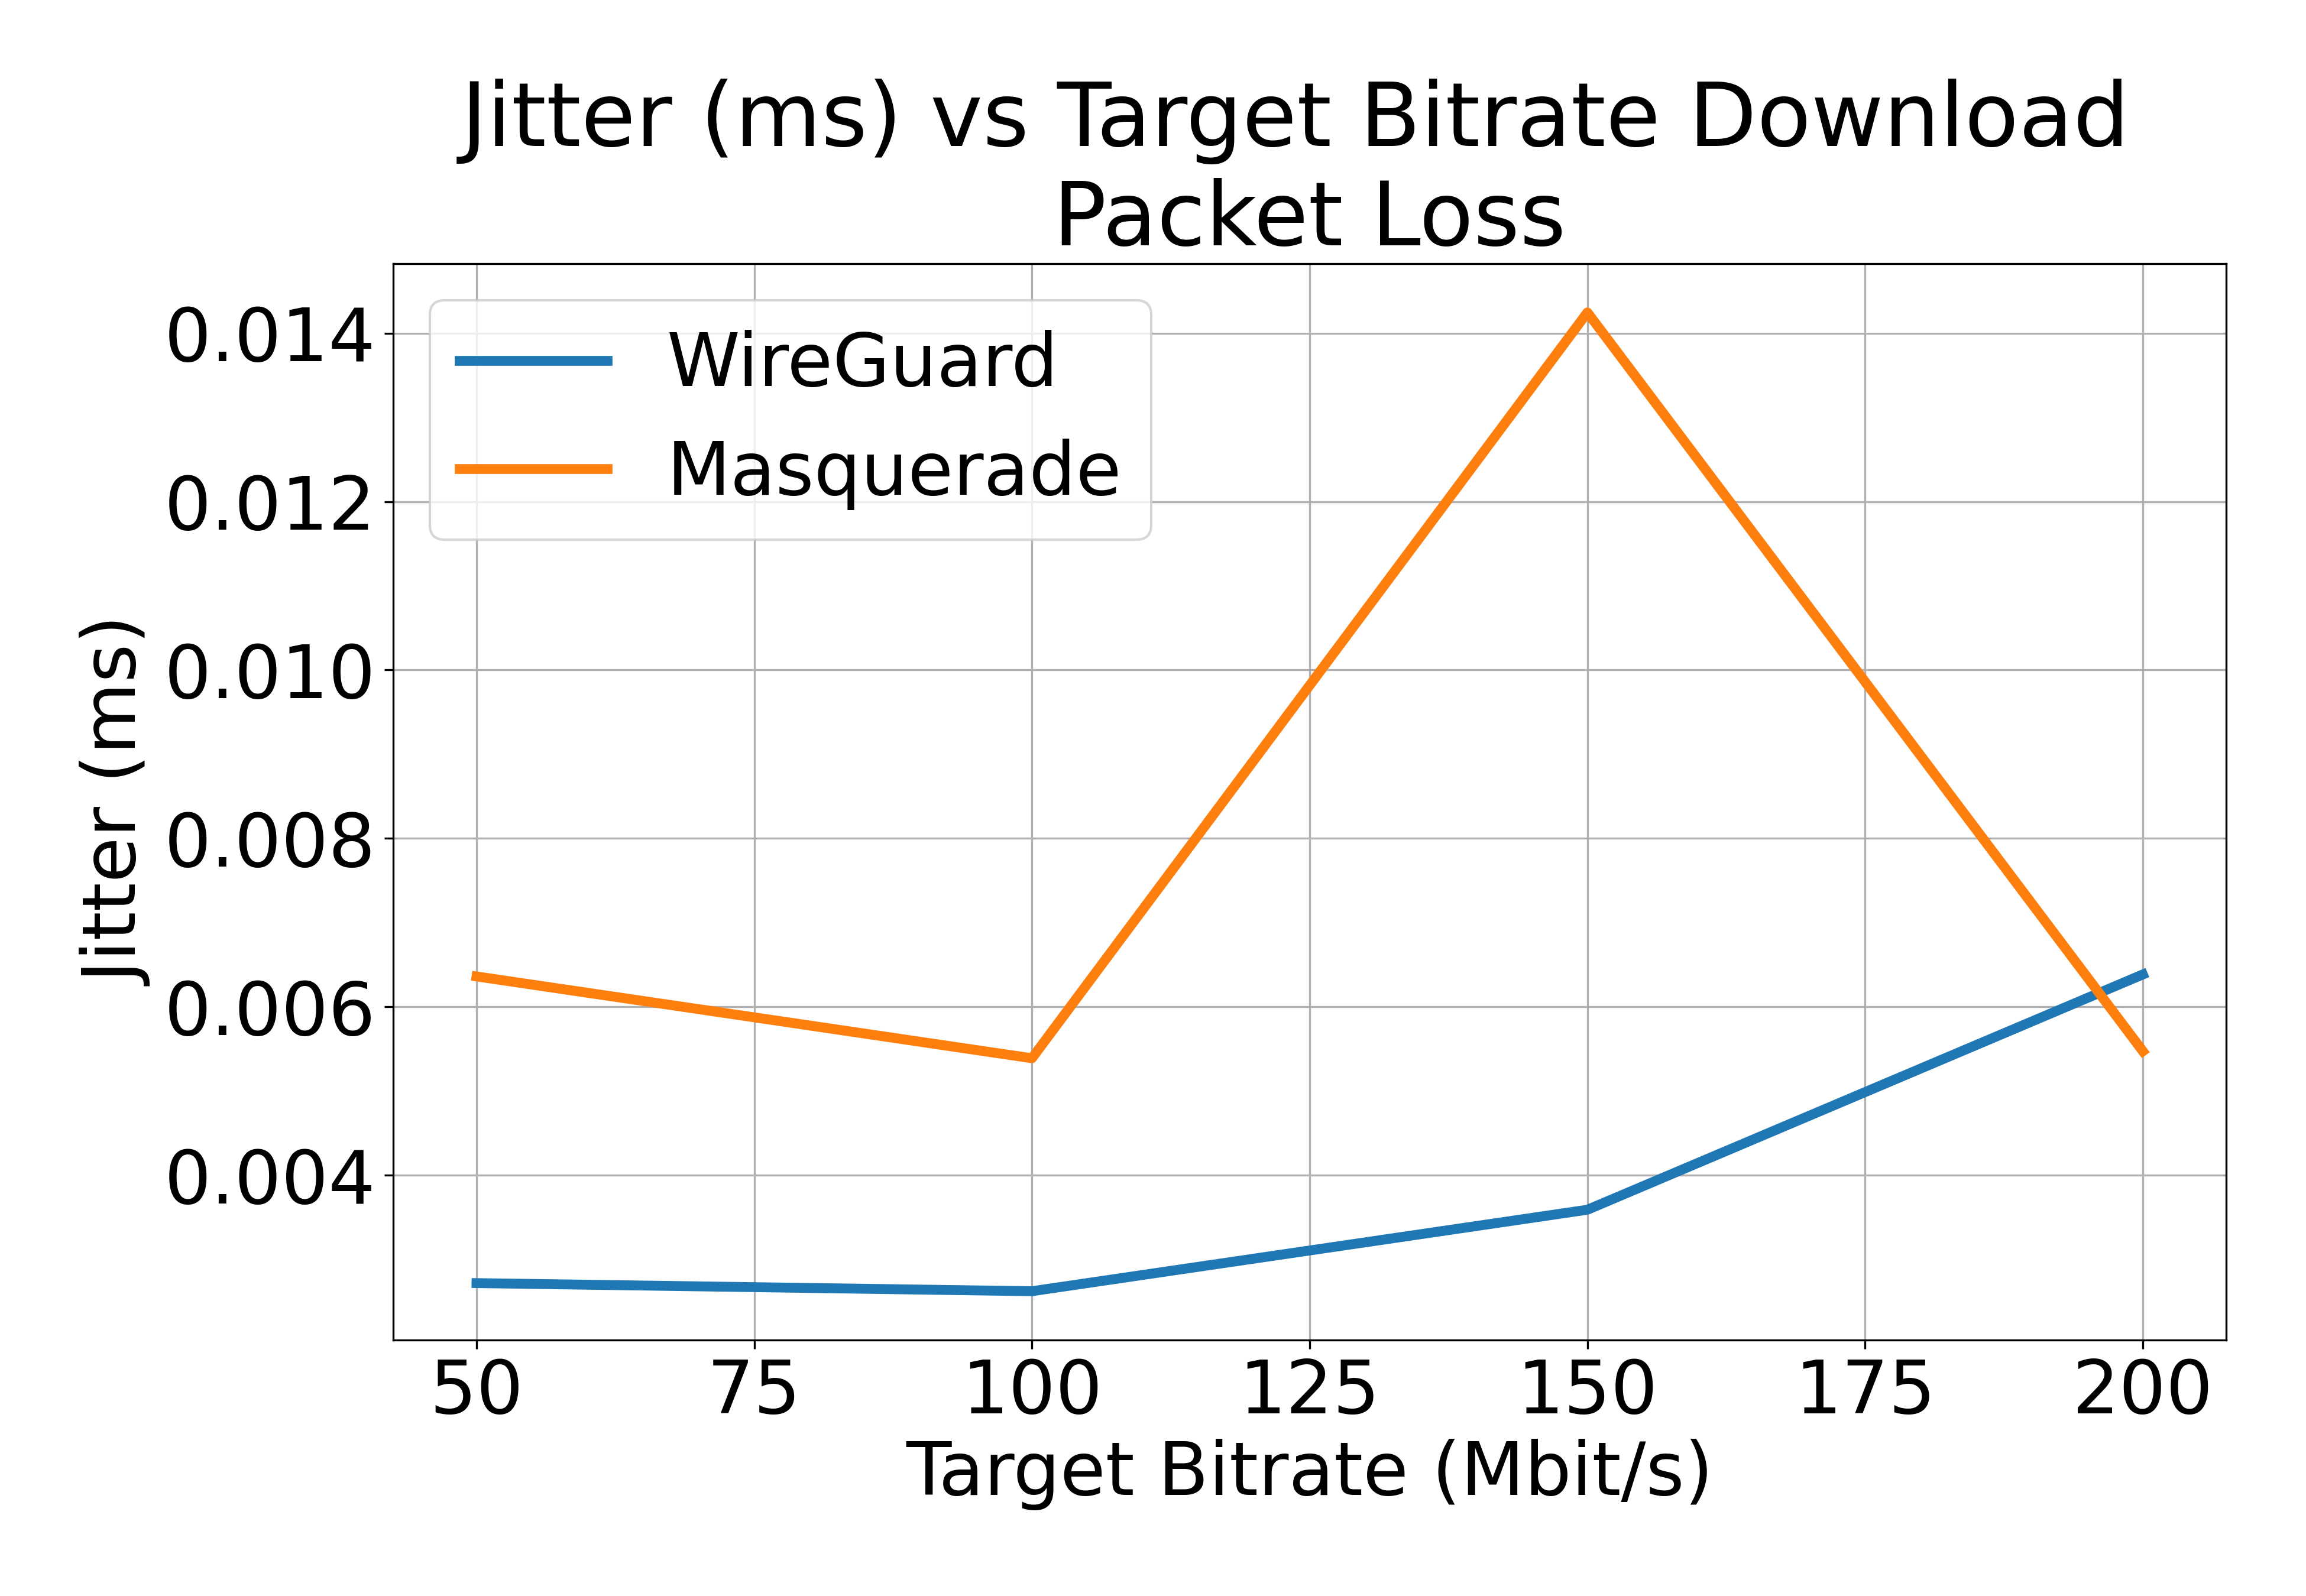 Jitter (ms) vs Target Bitrate Download
Packet Loss
WireGuard
Masquerade
Jitter (ms)
0.014
0.012
0.010
0.008
0.006
0.004
50 75 100 125 150 175 200
Target Bitrate (Mbit/s)